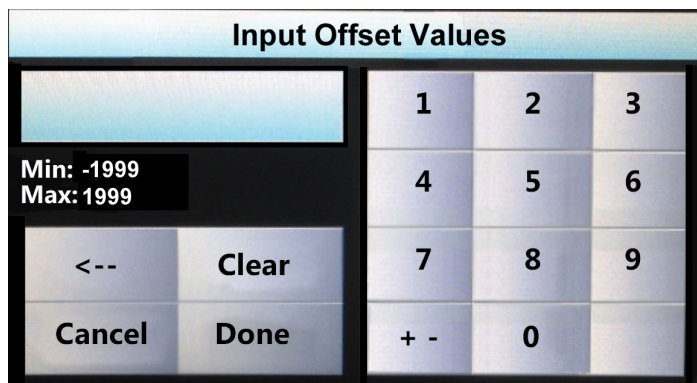 Input Offset Values
1 2 3
Min: -1999
Max: 1999
4 5 6
<-- Clear
7 8 9
Cancel Done
+ - 0